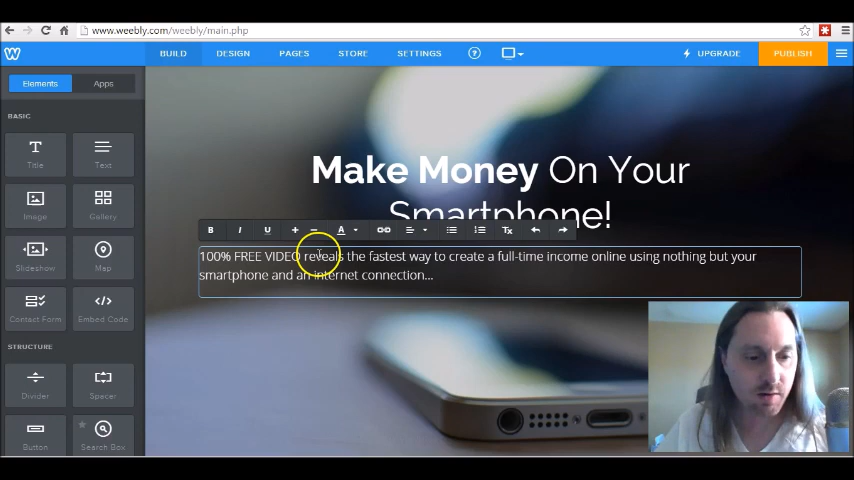 www.weebly.com/weebly/main.php
BUILD
DESIGN
PAGES
STORE
SETTINGS
?
UPGRADE
PUBLISH
Elements
Apps
BASIC
Title
Text
Image
Gallery
Slideshow
Map
Contact Form
Embed Code
STRUCTURE
Divider
Spacer
Button
Search Box
Make Money On Your
Smartphone!
B I U + − A
100% FREE VIDEO reveals the fastest way to create a full-time income online using nothing but your
smartphone and an internet connection...